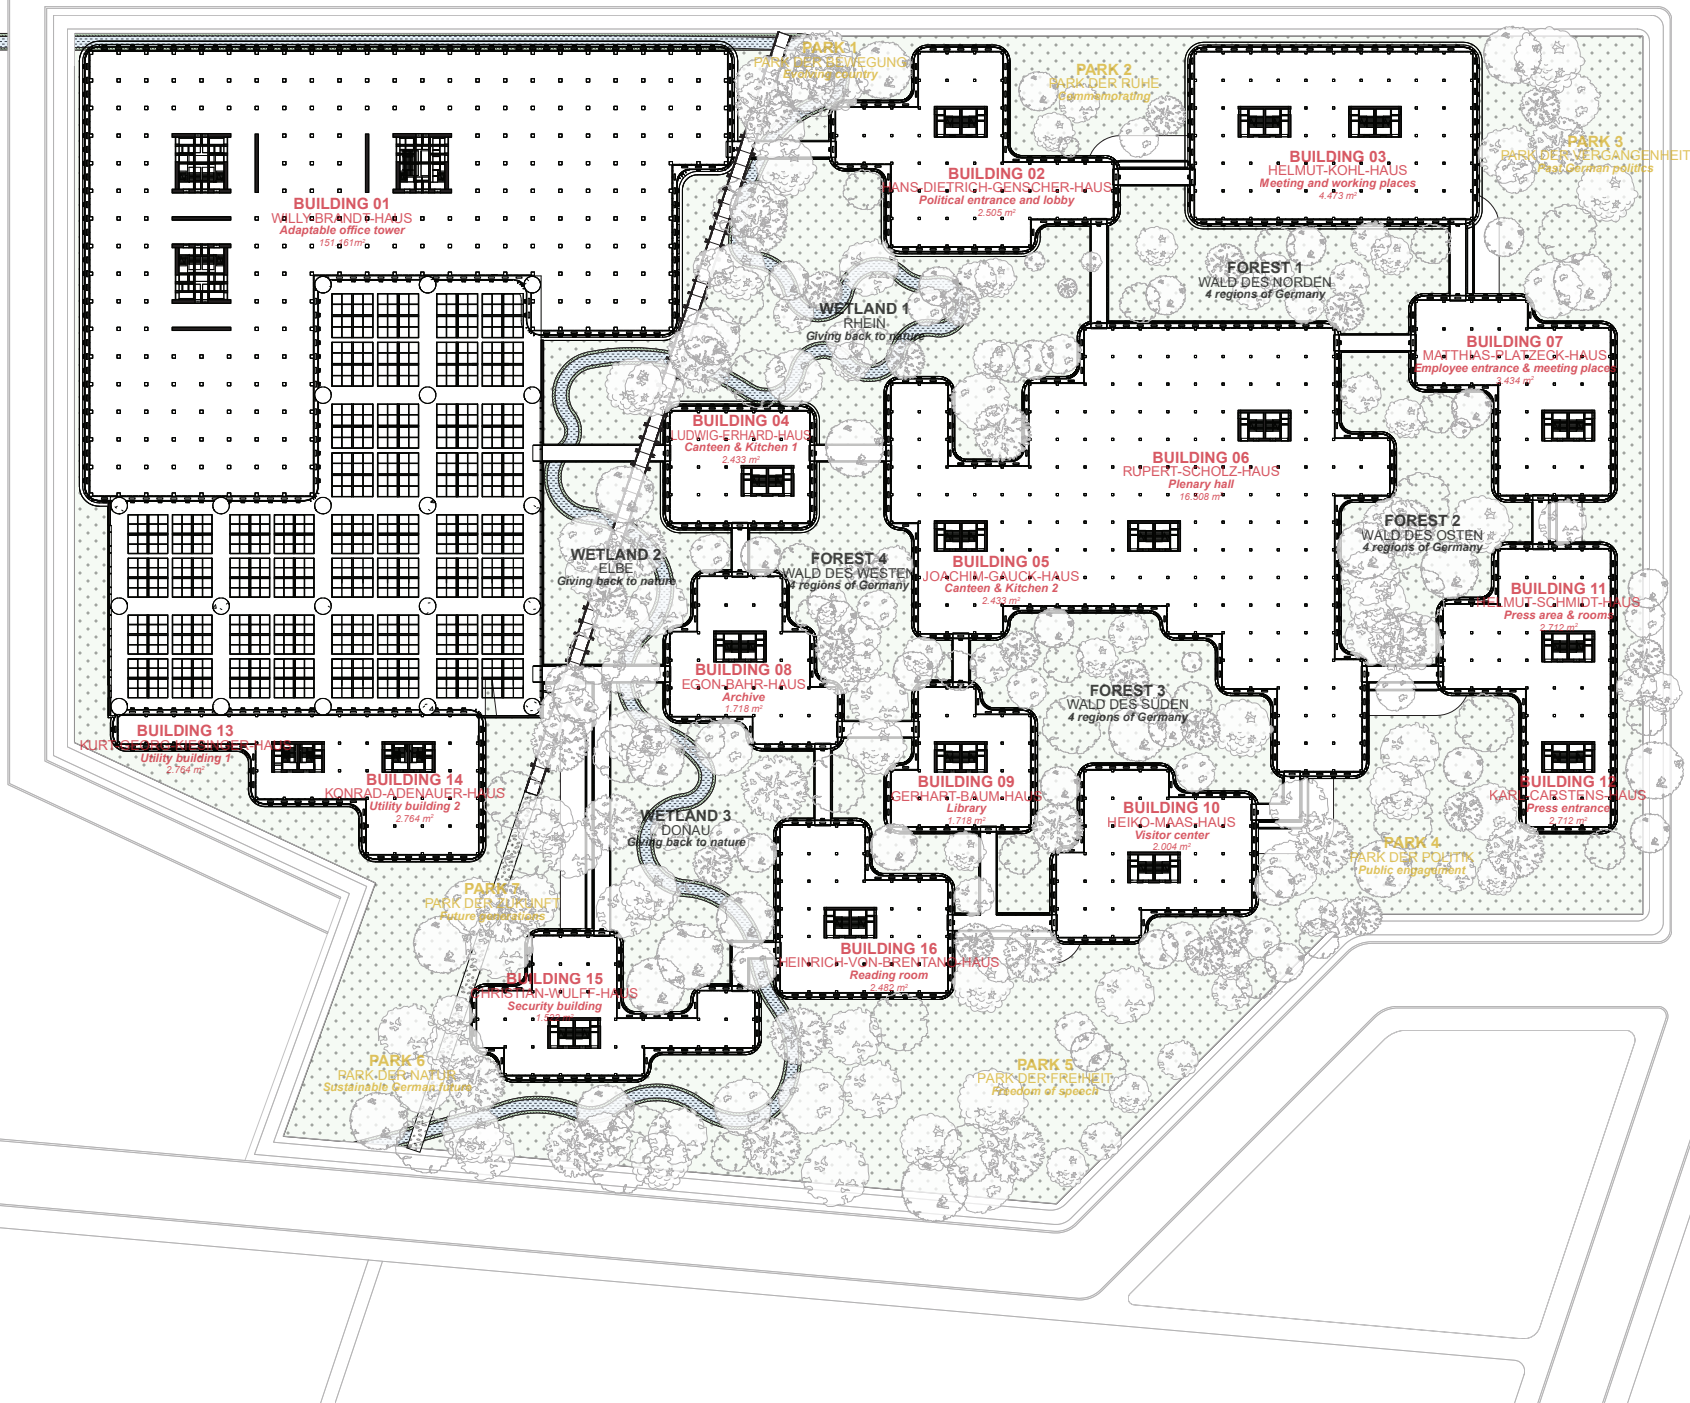 PARK 1
PARK DER BEWEGUNG
Evolving country
PARK 2
PARK DER RUHE
Commemorating
PARK 3
PARK DER VERGANGENHEIT
Past German politics
BUILDING 01
WILLY-BRANDT-HAUS
Adaptable office tower
151.161m²
BUILDING 02
HANS-DIETRICH-GENSCHER-HAUS
Political entrance and lobby
2.505 m²
BUILDING 03
HELMUT-KOHL-HAUS
Meeting and working places
4.473 m²
FOREST 1
WALD DES NORDEN
4 regions of Germany
WETLAND 1
RHEIN
Giving back to nature
BUILDING 07
MATTHIAS-PLATZECK-HAUS
Employee entrance & meeting places
3.434 m²
BUILDING 04
LUDWIG-ERHARD-HAUS
Canteen & Kitchen 1
2.433 m²
BUILDING 06
RUPERT-SCHOLZ-HAUS
Plenary hall
16.508 m²
FOREST 2
WALD DES OSTEN
4 regions of Germany
WETLAND 2
ELBE
Giving back to nature
FOREST 4
WALD DES WESTEN
4 regions of Germany
BUILDING 05
JOACHIM-GAUCK-HAUS
Canteen & Kitchen 2
2.433 m²
BUILDING 11
HELMUT-SCHMIDT-HAUS
Press area & rooms
2.712 m²
BUILDING 08
EGON-BAHR-HAUS
Archive
1.718 m²
FOREST 3
WALD DES SÜDEN
4 regions of Germany
BUILDING 13
KURT-GEORG-KIESINGER-HAUS
Utility building 1
2.764 m²
BUILDING 14
KONRAD-ADENAUER-HAUS
Utility building 2
2.764 m²
BUILDING 09
GERHART-BAUM-HAUS
Library
1.718 m²
BUILDING 10
HEIKO-MAAS-HAUS
Visitor center
2.004 m²
BUILDING 12
KARL-CARSTENS-HAUS
Press entrance
2.712 m²
WETLAND 3
DONAU
Giving back to nature
PARK 4
PARK DER POLITIK
Public engagement
PARK 7
PARK DER ZUKUNFT
Future generations
BUILDING 16
HEINRICH-VON-BRENTANO-HAUS
Reading room
2.482 m²
BUILDING 15
CHRISTIAN-WULFF-HAUS
Security building
PARK 6
PARK DER NATUR
Sustainable German future
PARK 5
PARK DER FREIHEIT
Freedom of speech